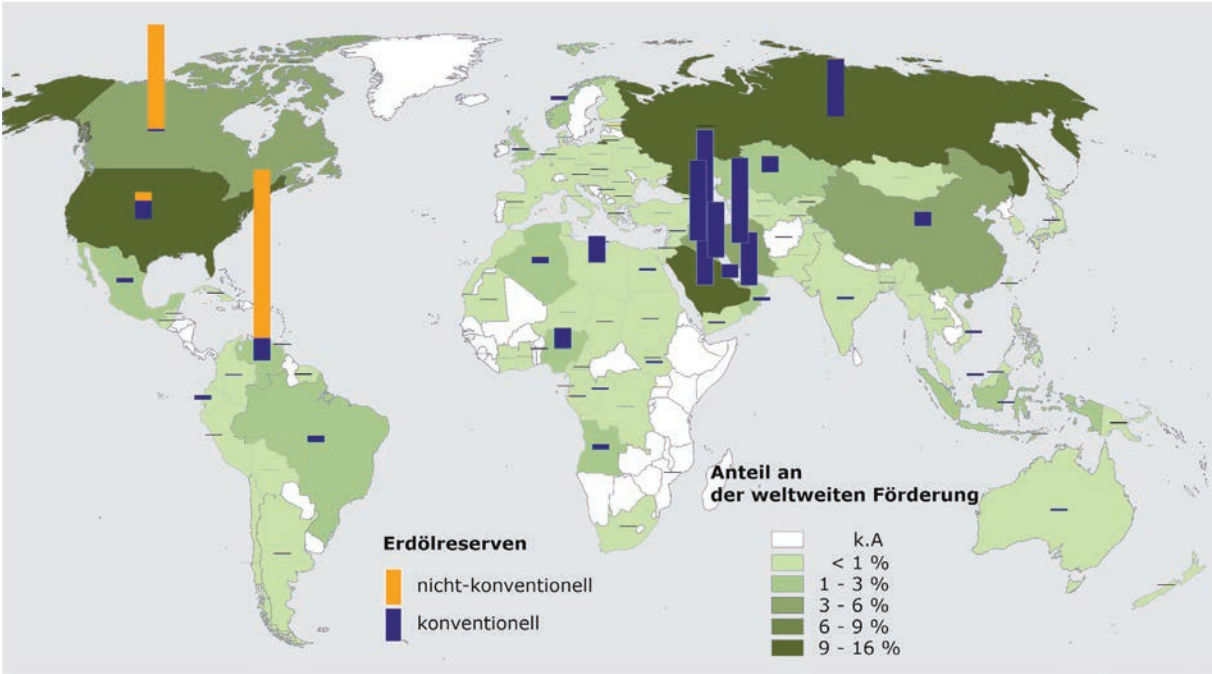 Erdölreserven
nicht-konventionell
konventionell
Anteil an
der weltweiten Förderung
k.A
< 1 %
1 - 3 %
3 - 6 %
6 - 9 %
9 - 16 %